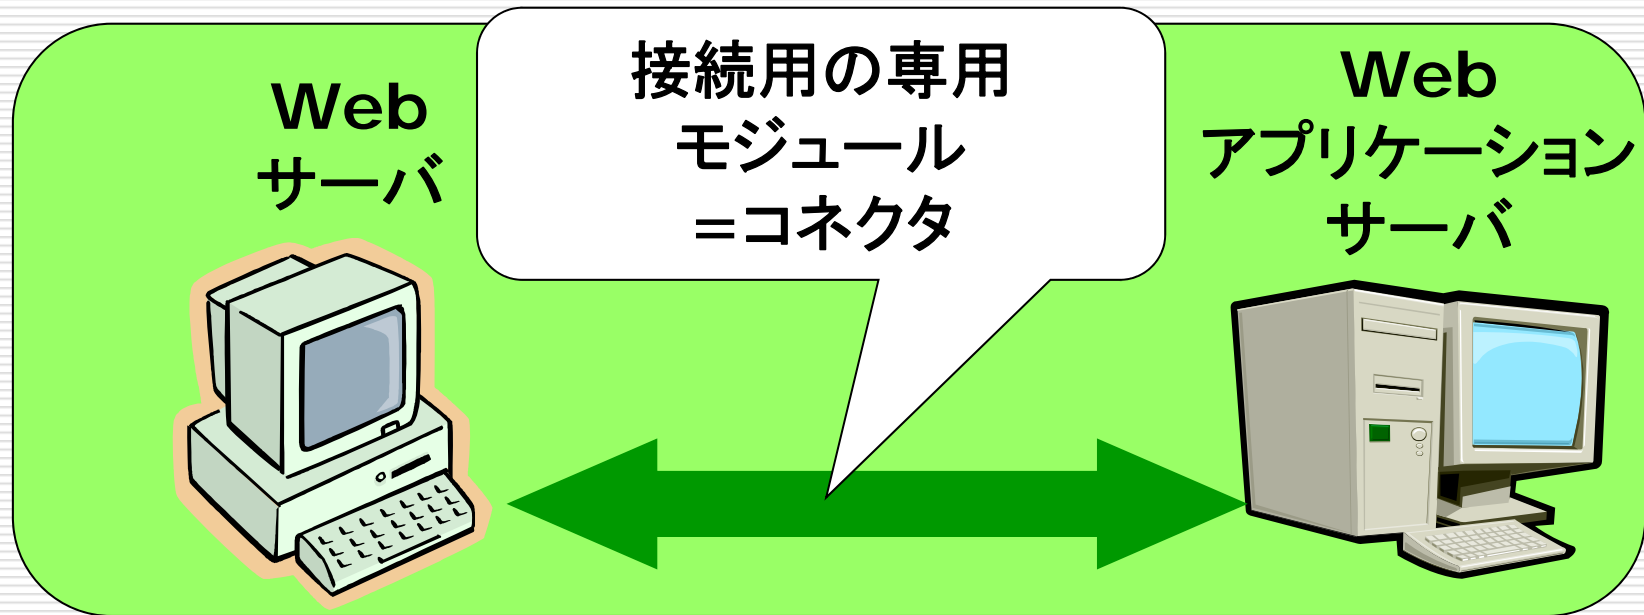 Web
サーバ
接続用の専用
モジュール
=コネクタ
Web
アプリケーション
サーバ